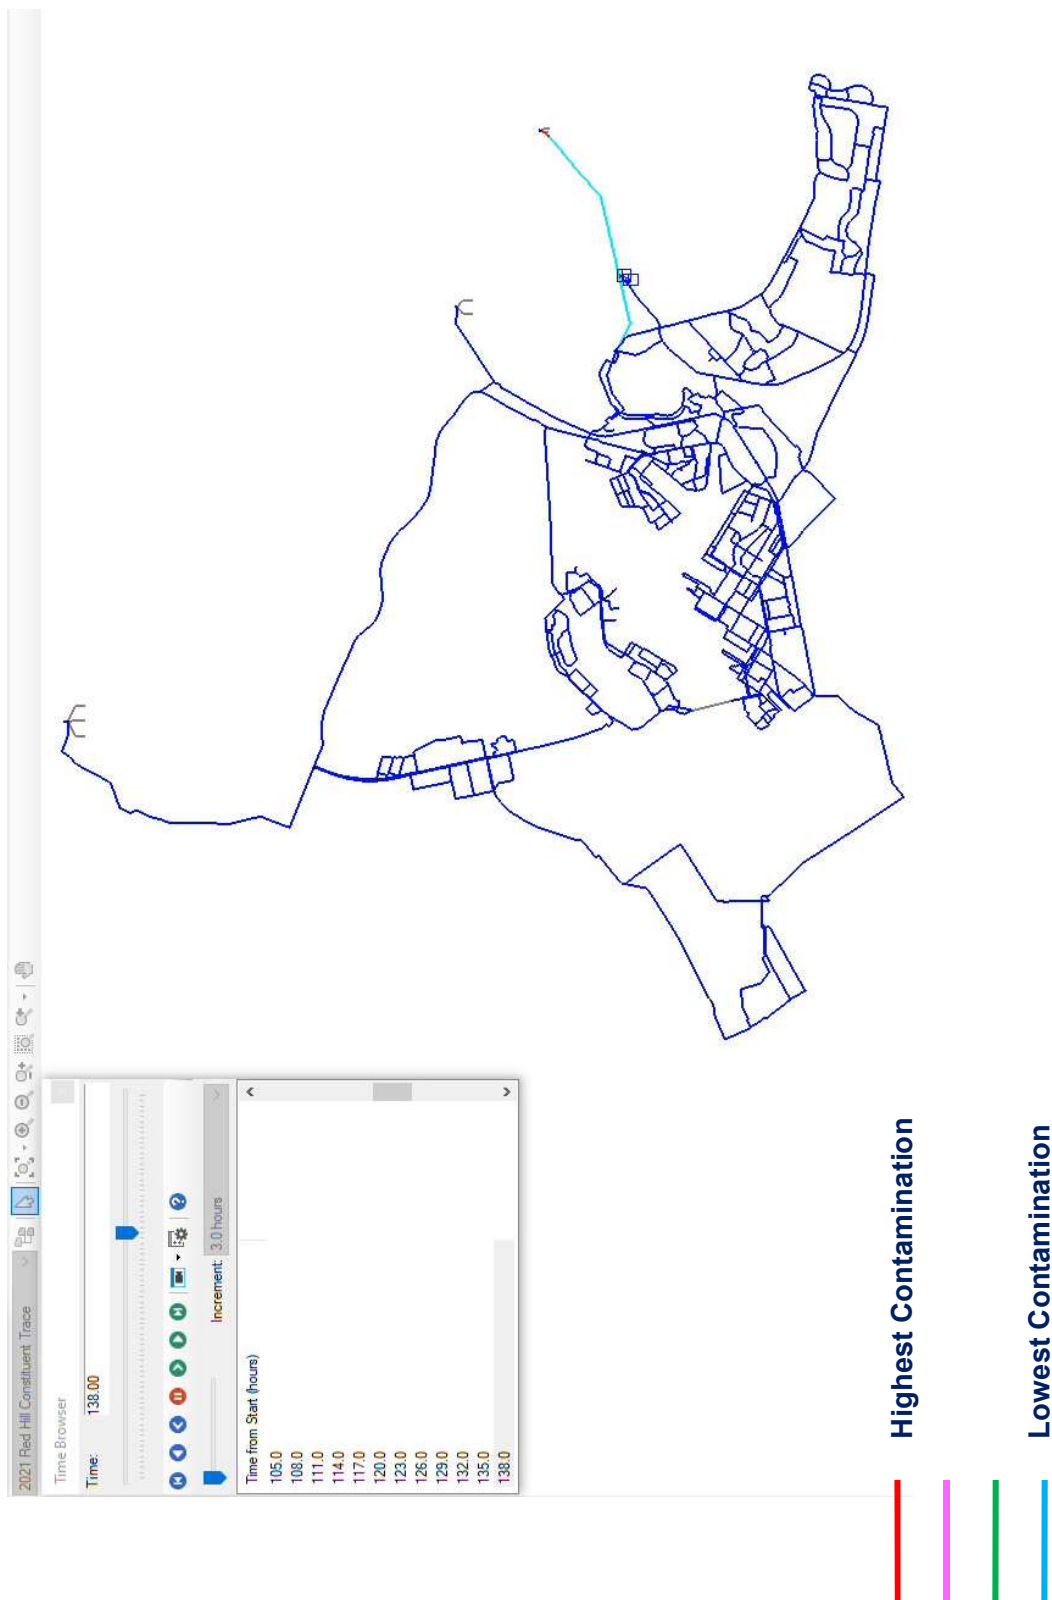 2021 Red Hill Constituent Trace
Time Browser
Time: 138.00
Increment: 3.0 hours
Time from Start (hours)
105.0
108.0
111.0
114.0
117.0
120.0
123.0
126.0
129.0
132.0
135.0
138.0
Highest Contamination
Lowest Contamination